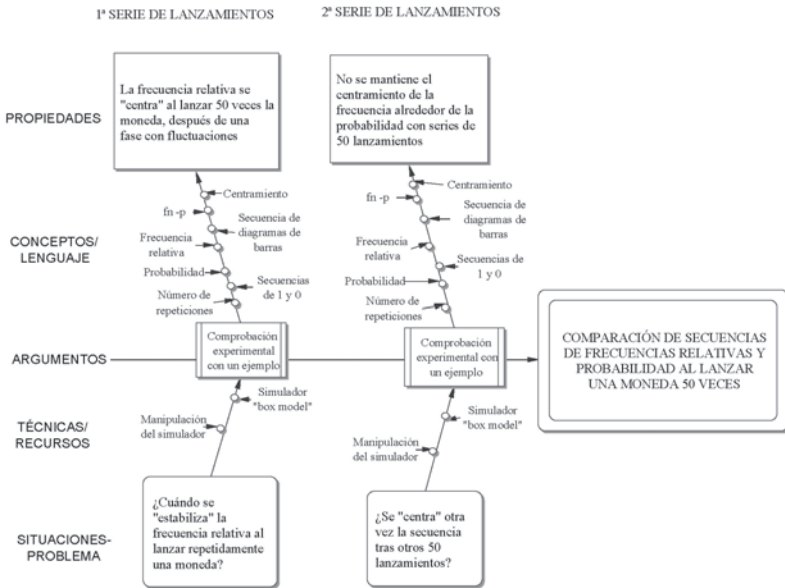 1ª SERIE DE LANZAMIENTOS
2ª SERIE DE LANZAMIENTOS
PROPIEDADES
La frecuencia relativa se
"centra" al lanzar 50 veces la
moneda, después de una
fase con fluctuaciones
No se mantiene el
centramiento de la
frecuencia alrededor de la
probabilidad con series de
50 lanzamientos
CONCEPTOS/
LENGUAJE
Centramiento
fn -p
Secuencia de
diagramas de
barras
Frecuencia
relativa
Probabilidad
Secuencias
de 1 y 0
Número de
repeticiones
Centramiento
fn -p
Secuencia de
diagramas de
barras
Frecuencia
relativa
Secuencias de
1 y 0
Probabilidad
Número de
repeticiones
ARGUMENTOS
Comprobación
experimental
con un ejemplo
Comprobación
experimental con
un ejemplo
COMPARACIÓN DE SECUENCIAS
DE FRECUENCIAS RELATIVAS Y
PROBABILIDAD AL LANZAR
UNA MONEDA 50 VECES
TÉCNICAS/
RECURSOS
Simulador
"box model"
Manipulación
del simulador
Simulador
"box model"
Manipulación
del simulador
SITUACIONES-
PROBLEMA
¿Cuándo se
"estabiliza" la
frecuencia relativa al
lanzar repetidamente
una moneda?
¿Se "centra" otra
vez la secuencia
tras otros 50
lanzamientos?